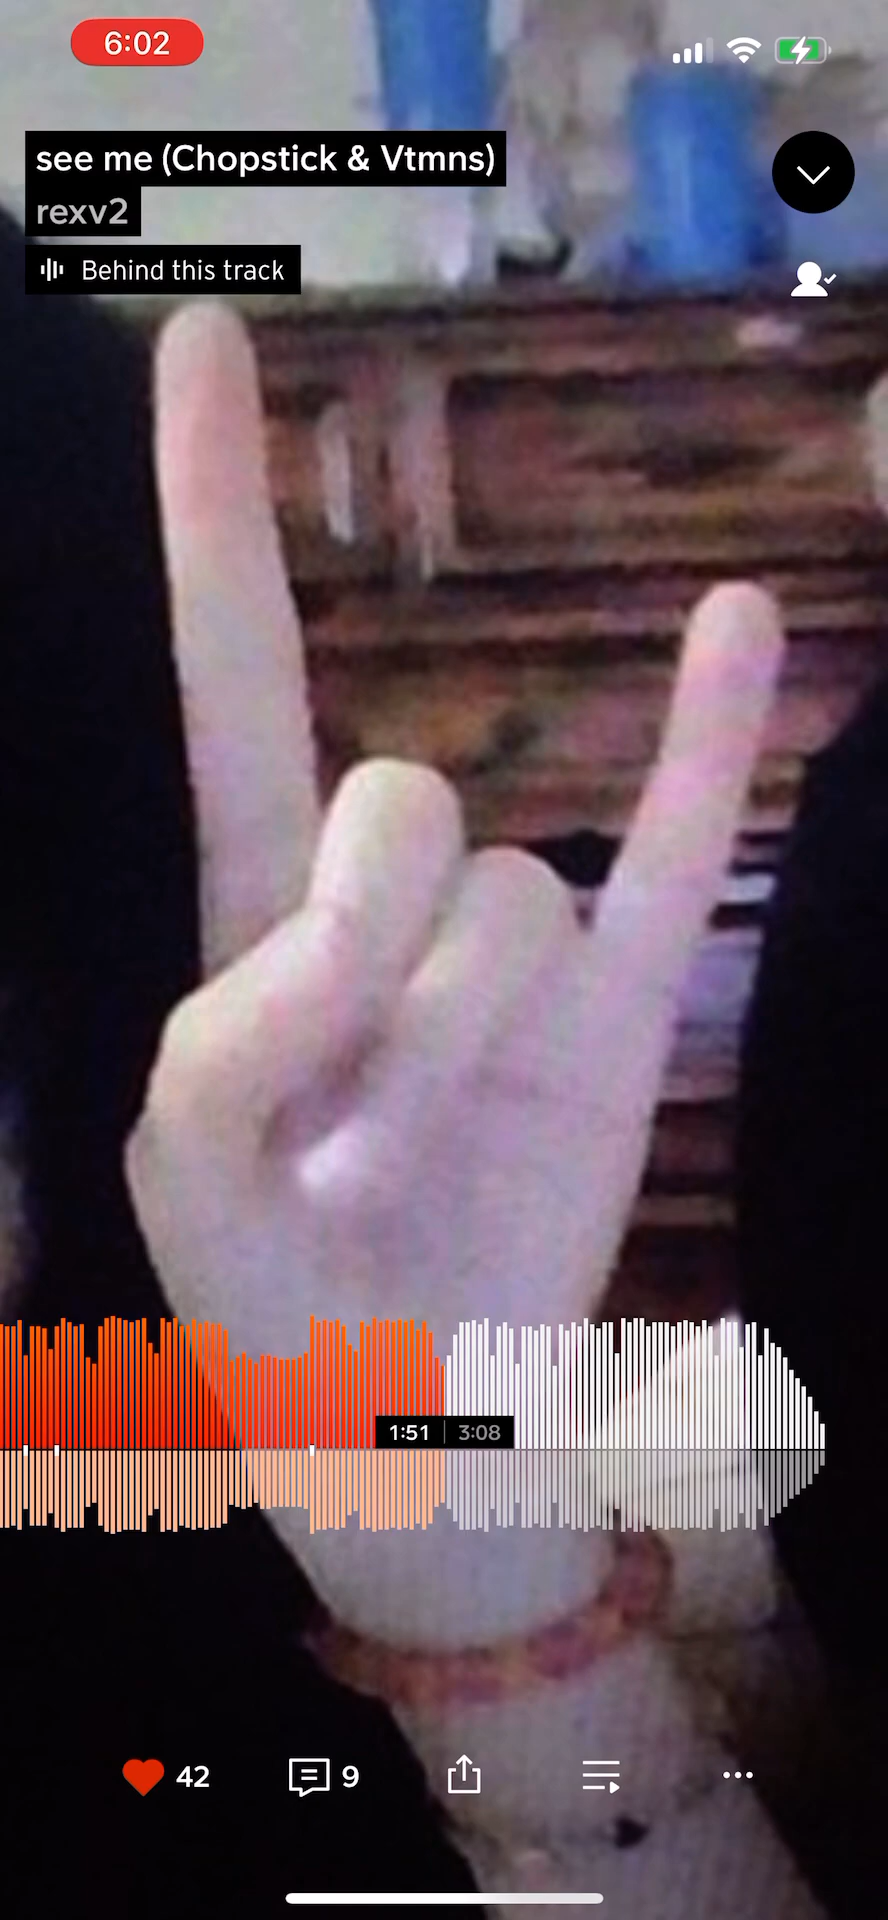 6:02
see me (Chopstick & Vtmns)
rexv2
Behind this track
1:51 3:08
42 9